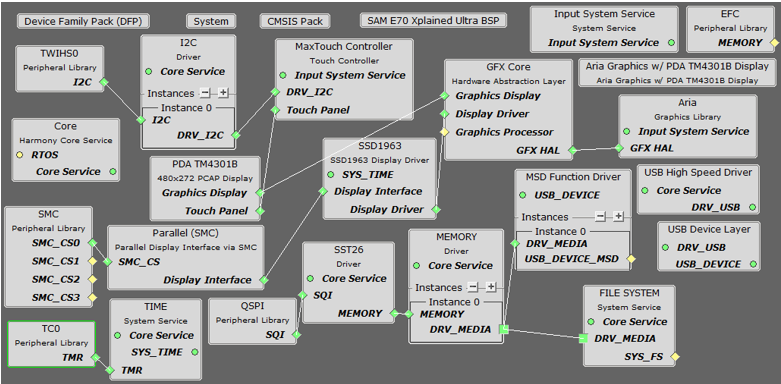 Device Family Pack (DFP)
System
CMSIS Pack
SAM E70 Xplained Ultra BSP
Input System Service
System Service
Input System Service
EFC
Peripheral Library
MEMORY
TWIHS0
Peripheral Library
I2C
I2C
Driver
Core Service
Instances
Instance 0
I2C
DRV_I2C
MaxTouch Controller
Touch Controller
Input System Service
DRV_I2C
Touch Panel
GFX Core
Hardware Abstraction Layer
Graphics Display
Display Driver
Graphics Processor
GFX HAL
Aria Graphics w/ PDA TM4301B Display
Aria Graphics w/ PDA TM4301B Display
Aria
Graphics Library
Input System Service
GFX HAL
Core
Harmony Core Service
RTOS
Core Service
PDA TM4301B
480x272 PCAP Display
Graphics Display
Touch Panel
SSD1963
SSD1963 Display Driver
SYS_TIME
Display Interface
Display Driver
MSD Function Driver
USB_DEVICE
Instances
Instance 0
DRV_MEDIA
USB_DEVICE_MSD
USB High Speed Driver
Core Service
DRV_USB
USB Device Layer
DRV_USB
USB_DEVICE
SMC
Peripheral Library
SMC_CS0
SMC_CS1
SMC_CS2
SMC_CS3
Parallel (SMC)
Parallel Display Interface via SMC
SMC_CS
Display Interface
SST26
Driver
Core Service
SQI
MEMORY
MEMORY
Driver
Core Service
Instances
Instance 0
MEMORY
DRV_MEDIA
TC0
Peripheral Library
TMR
TIME
System Service
Core Service
SYS_TIME
TMR
QSPI
Peripheral Library
SQI
FILE SYSTEM
System Service
Core Service
DRV_MEDIA
SYS_FS